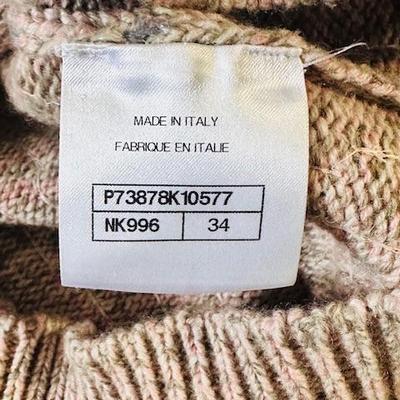 MADE IN ITALY
FABRIQUE EN ITALIE
P73878K10577
NK996 34